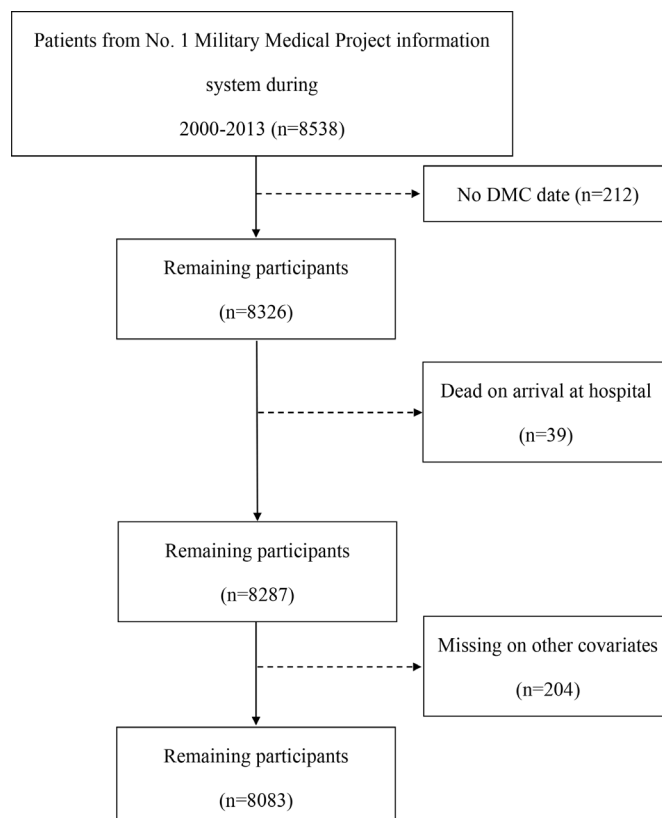 Patients from No. 1 Military Medical Project information
system during
2000-2013 (n=8538)
No DMC date (n=212)
Remaining participants
(n=8326)
Dead on arrival at hospital
(n=39)
Remaining participants
(n=8287)
Missing on other covariates
(n=204)
Remaining participants
(n=8083)